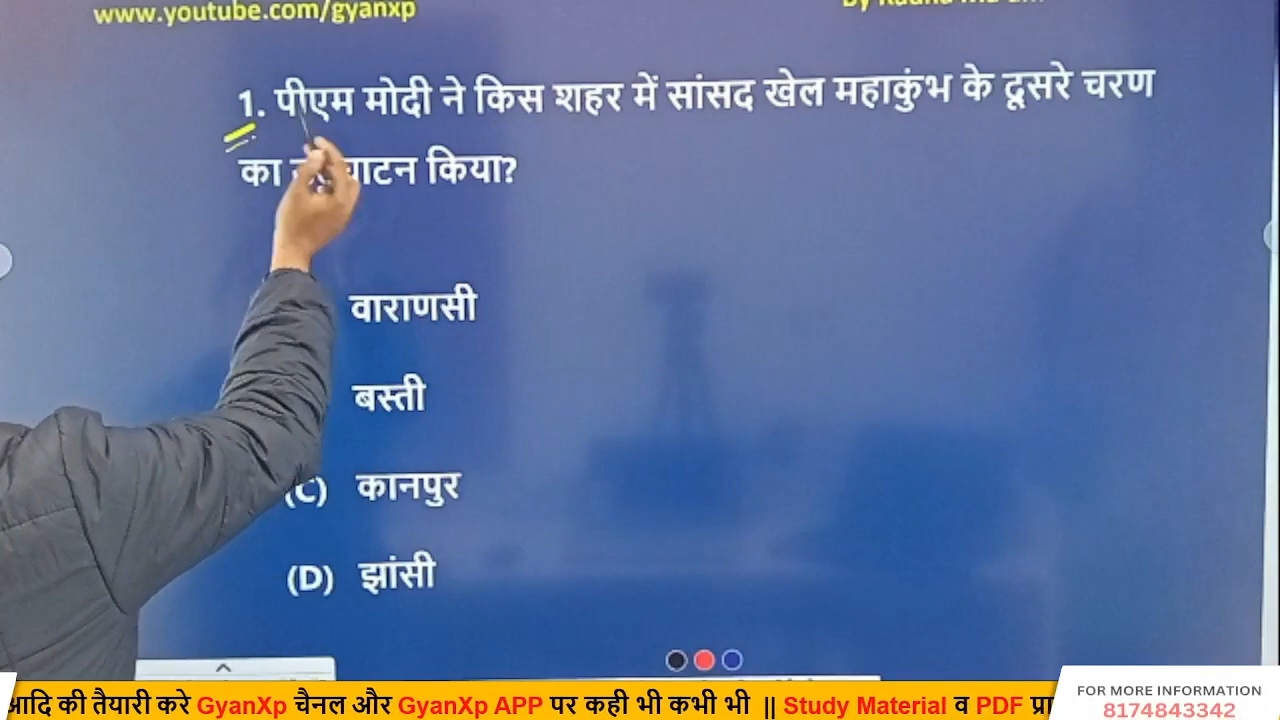 www.youtube.com/gyanxp
By
1. पीएम मोदी ने किस शहर में सांसद खेल महाकुंभ के दूसरे चरण
का किया?
वाराणसी
बस्ती
(C) कानपुर
(D) झांसी
आदि की तैयारी करे GyanXp चैनल और GyanXp APP पर कही भी कभी भी || Study Material व PDF
FOR MORE INFORMATION
8174843342